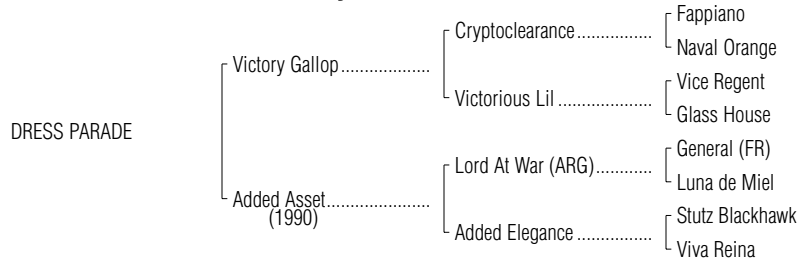 Fappiano
Cryptoclearance................
Naval Orange
Victory Gallop...................
Vice Regent
Victorious Lil ....................
Glass House
DRESS PARADE
General (FR)
Lord At War (ARG)............
Luna de Miel
Added Asset......................
(1990)
Stutz Blackhawk
Added Elegance ................
Viva Reina